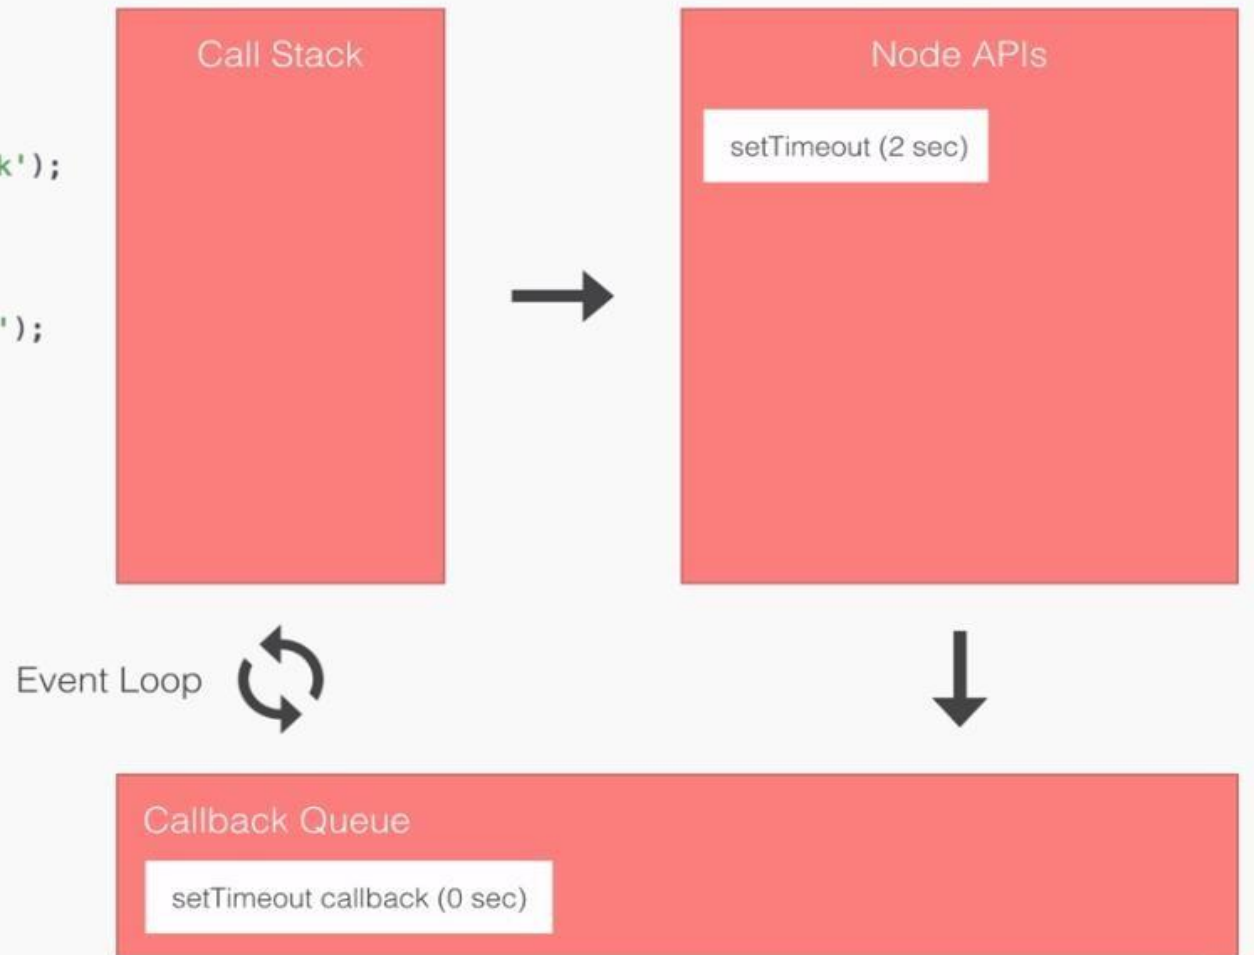 Call Stack
Node APIs
setTimeout (2 sec)
k');
');
Event Loop
Callback Queue
setTimeout callback (0 sec)